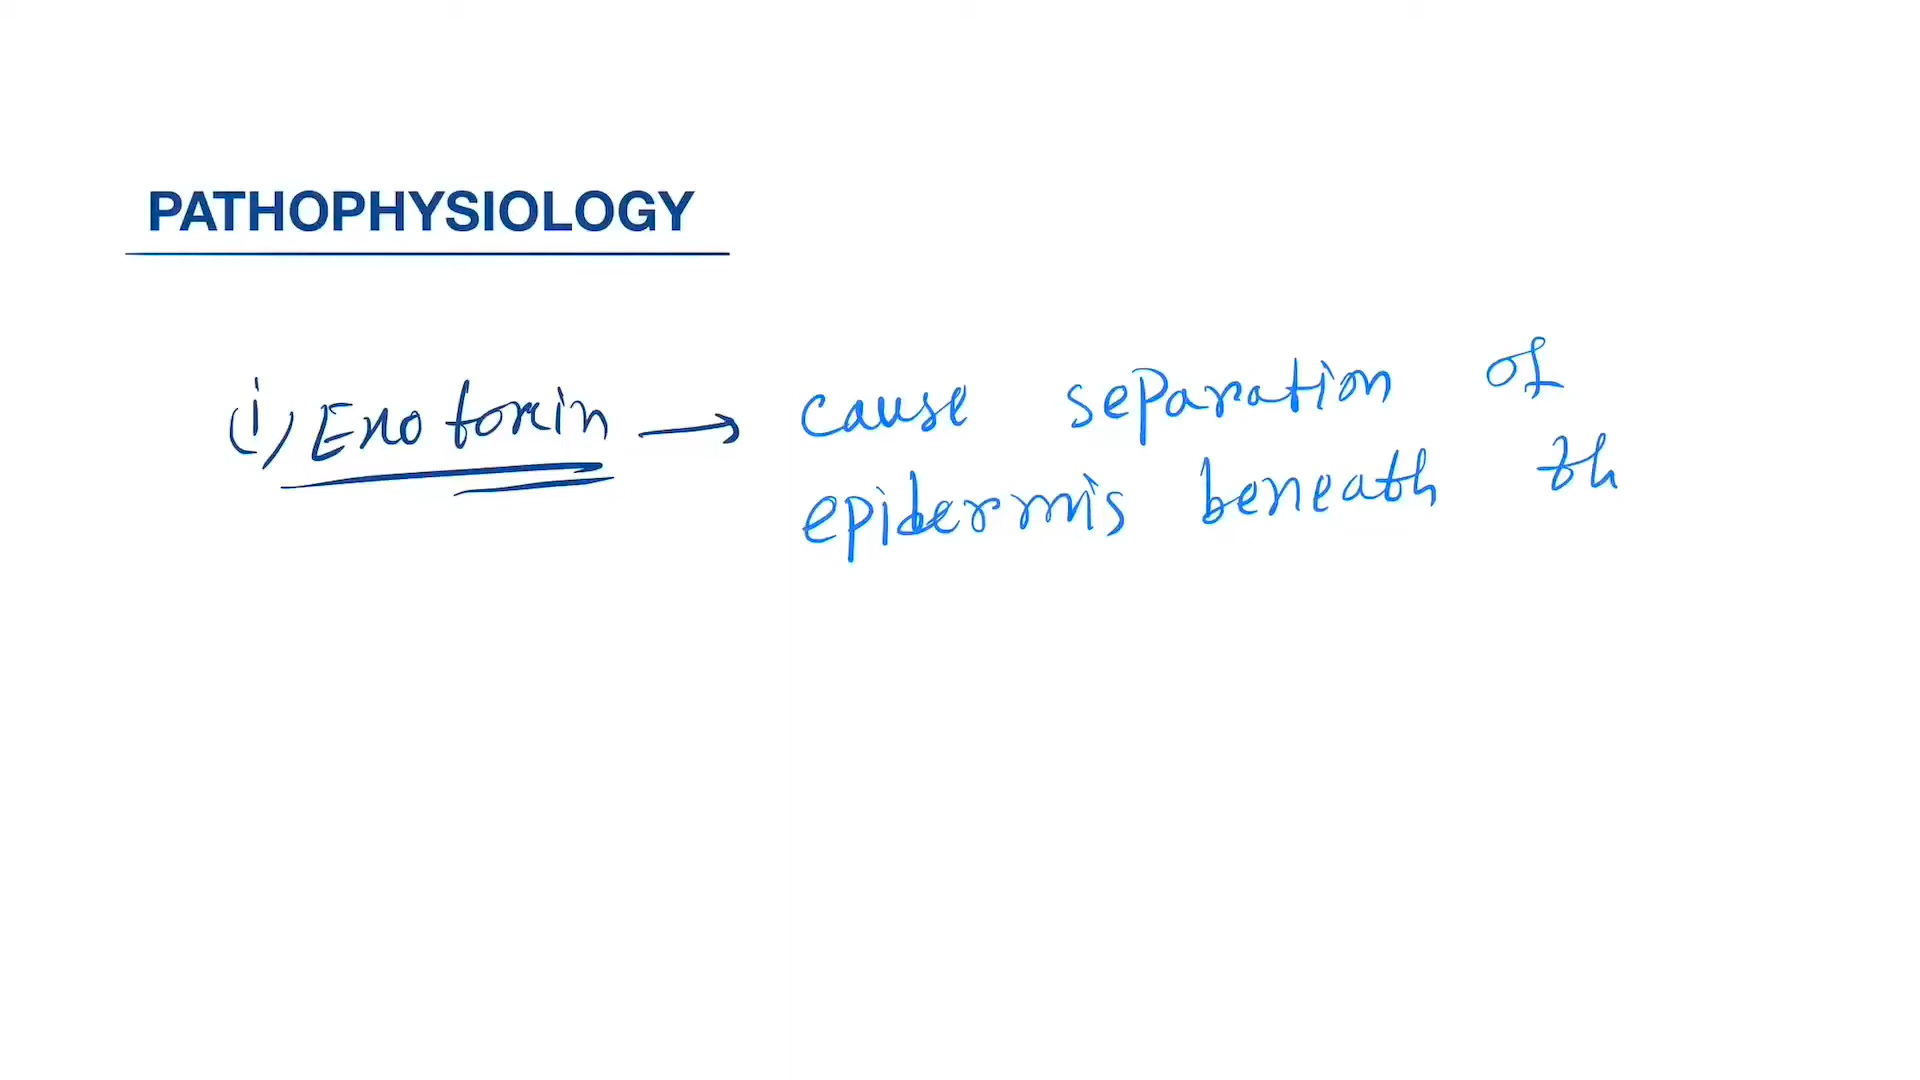 PATHOPHYSIOLOGY
(i) Exotoxin → cause separation of
epidermis beneath th